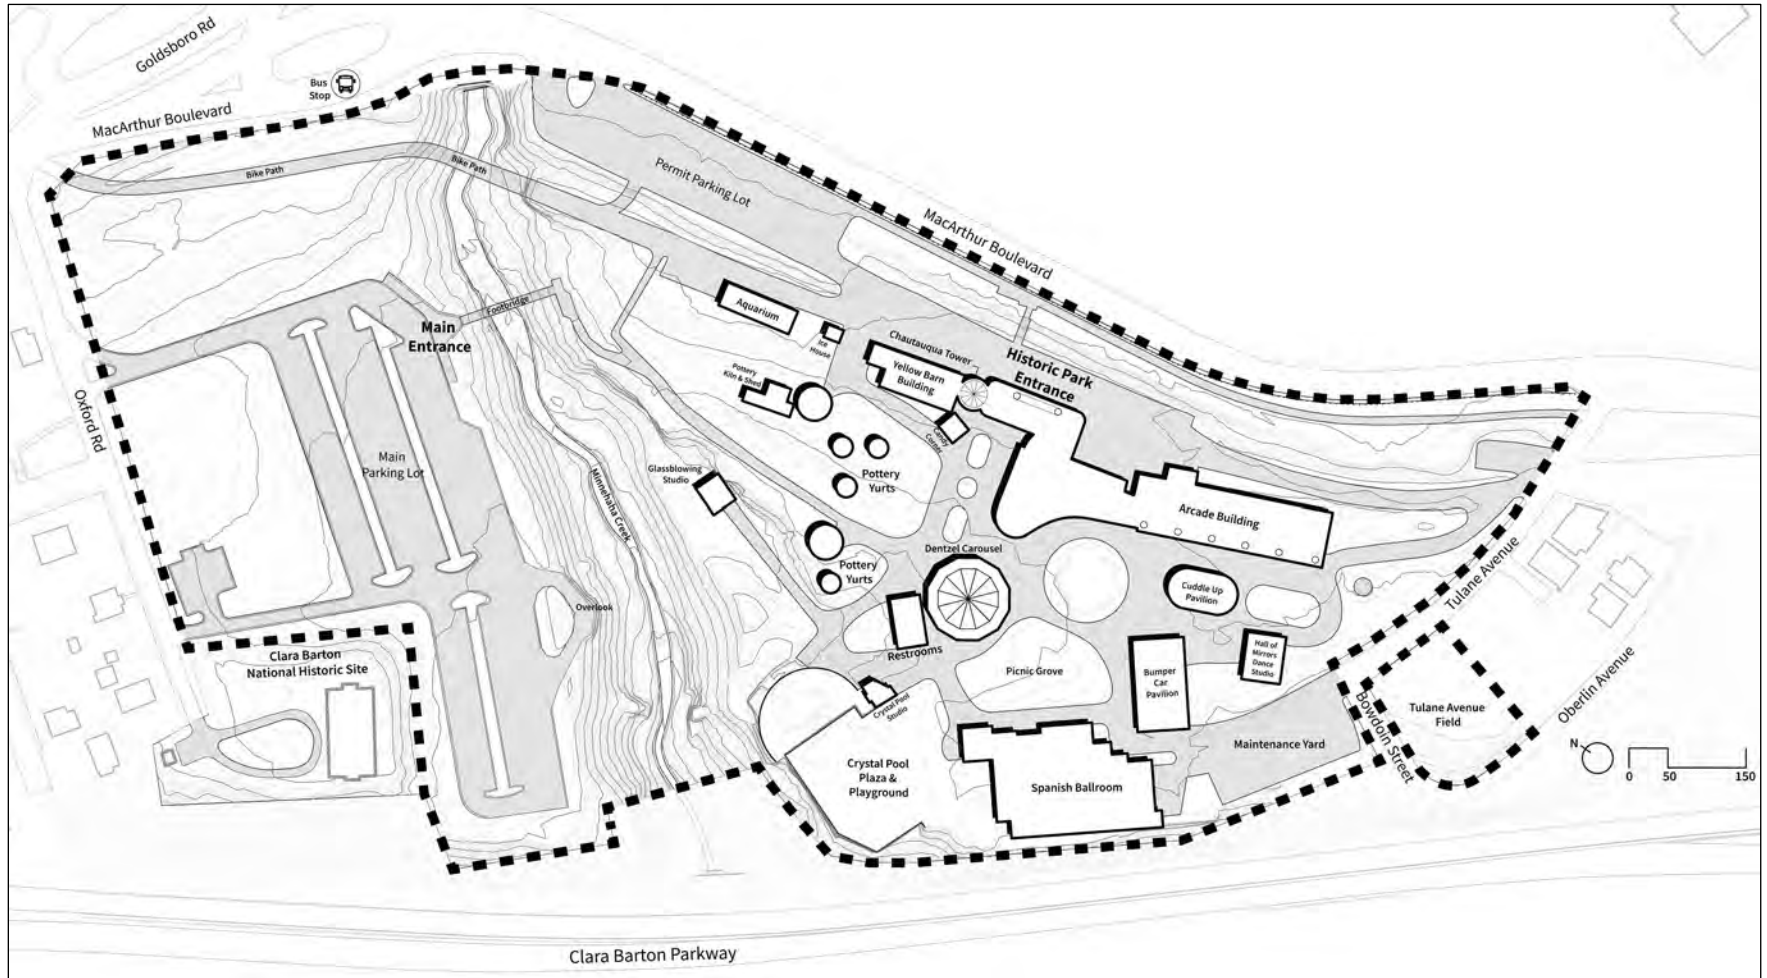 Goldsboro Rd
Bus
Stop
MacArthur Boulevard
Bike Path
Bike Path
Permit Parking Lot
MacArthur Boulevard
Aquarium
Ice
House
Footbridge
Main
Entrance
Chautauqua Tower
Historic Park
Entrance
Yellow Barn
Building
Pottery
Kiln & Shed
Candy
Corner
Oxford Rd
Main
Parking Lot
Minnehaha Creek
Glassblowing
Studio
Pottery
Yurts
Arcade Building
Dentzel Carousel
Pottery
Yurts
Cuddle Up
Pavilion
Tulane Avenue
Overlook
Restrooms
Clara Barton
National Historic Site
Picnic Grove
Bumper
Car
Pavilion
Hall of
Mirrors
Dance
Studio
Crystal Pool
Studio
Bowdoin Street
Tulane Avenue
Field
Oberlin Avenue
Maintenance Yard
Crystal Pool
Plaza &
Playground
Spanish Ballroom
N
0 50 150
Clara Barton Parkway